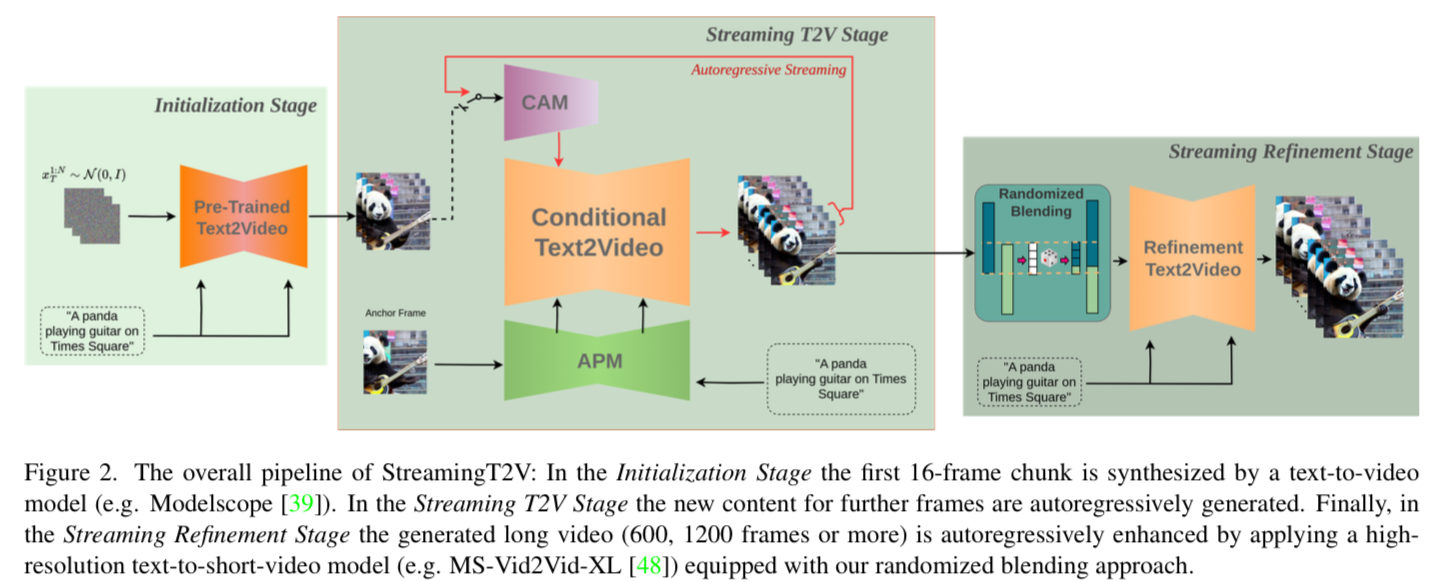 Initialization Stage
x_T^{1:N} ~ N(0, I)
Pre-Trained
Text2Video
"A panda
playing guitar on
Times Square"
Streaming T2V Stage
Autoregressive Streaming
CAM
Conditional
Text2Video
Anchor Frame
APM
"A panda
playing guitar on Times
Square"
Streaming Refinement Stage
Randomized
Blending
Refinement
Text2Video
"A panda
playing guitar on
Times Square"
Figure 2. The overall pipeline of StreamingT2V: In the Initialization Stage the first 16-frame chunk is synthesized by a text-to-video
model (e.g. Modelscope [39]). In the Streaming T2V Stage the new content for further frames are autoregressively generated. Finally, in
the Streaming Refinement Stage the generated long video (600, 1200 frames or more) is autoregressively enhanced by applying a high-
resolution text-to-short-video model (e.g. MS-Vid2Vid-XL [48]) equipped with our randomized blending approach.